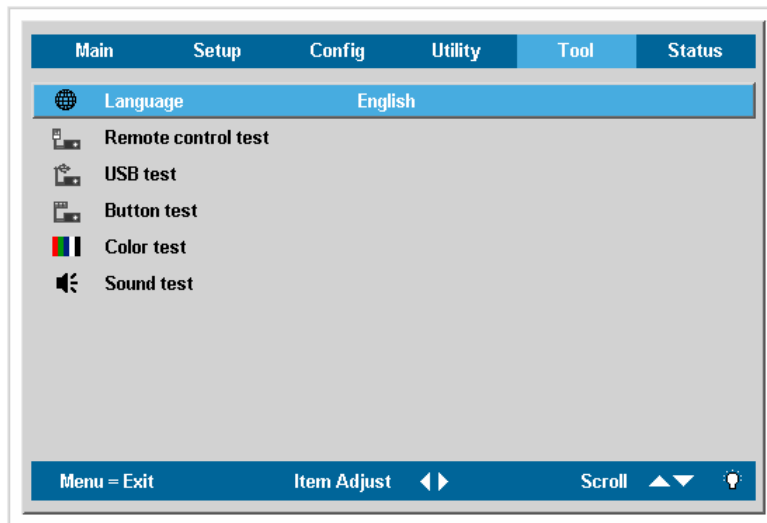 Main Setup Config Utility Tool Status
Language English
Remote control test
USB test
Button test
Color test
Sound test
Menu = Exit Item Adjust Scroll